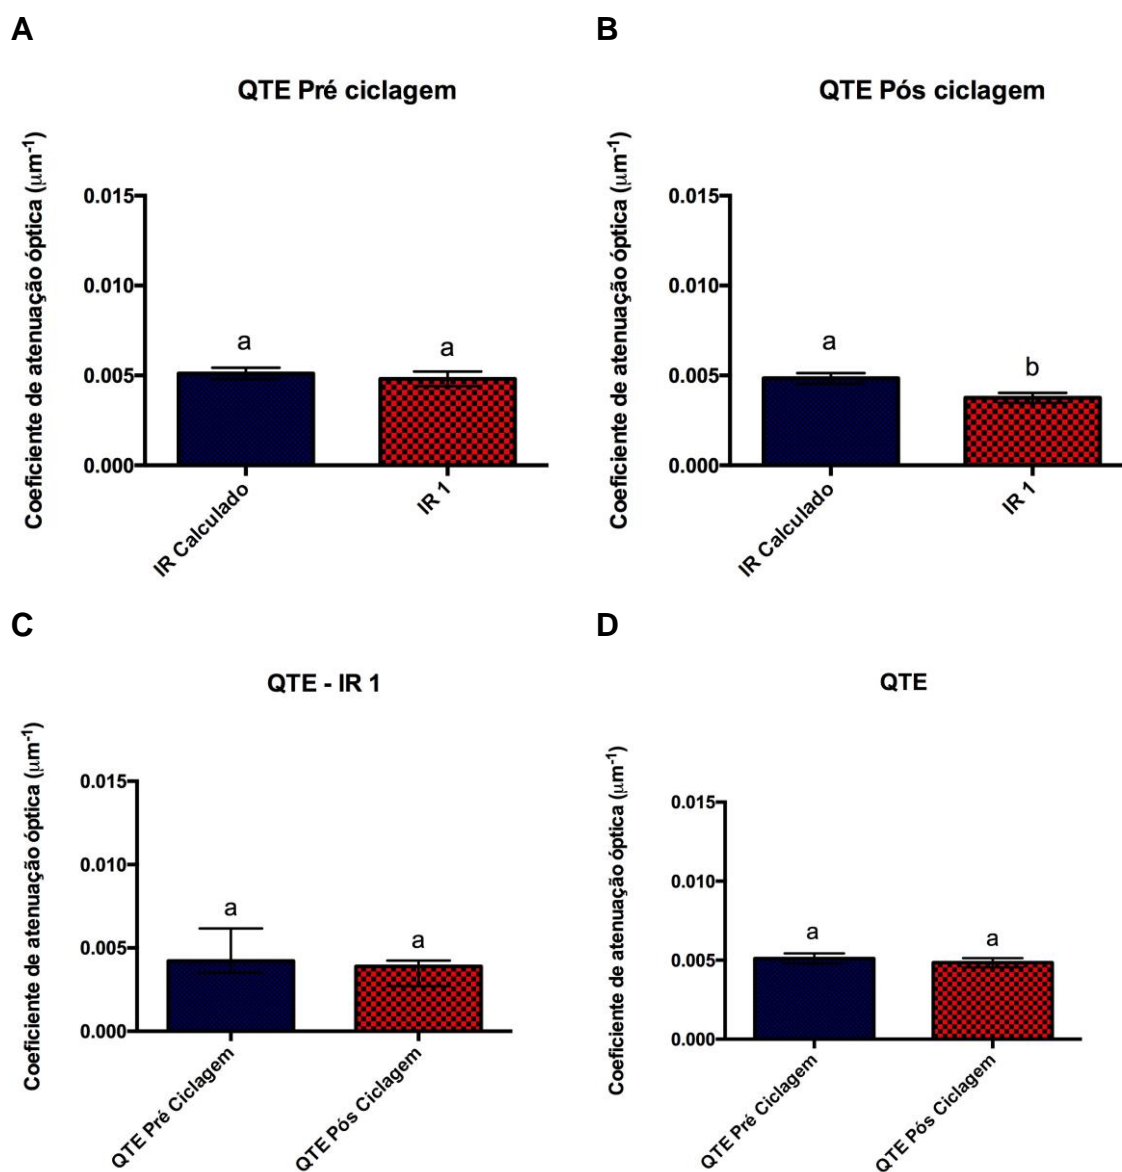 A
QTE Pré ciclagem
Coeficiente de atenuação óptica (μm-1)
0.015
0.010
0.005
0.000
a
a
IR Calculado
IR 1
B
QTE Pós ciclagem
Coeficiente de atenuação óptica (μm-1)
0.015
0.010
0.005
0.000
a
b
IR Calculado
IR 1
C
QTE - IR 1
Coeficiente de atenuação óptica (μm-1)
0.015
0.010
0.005
0.000
a
a
QTE Pré Ciclagem
QTE Pós Ciclagem
D
QTE
Coeficiente de atenuação óptica (μm-1)
0.015
0.010
0.005
0.000
a
a
QTE Pré Ciclagem
QTE Pós Ciclagem